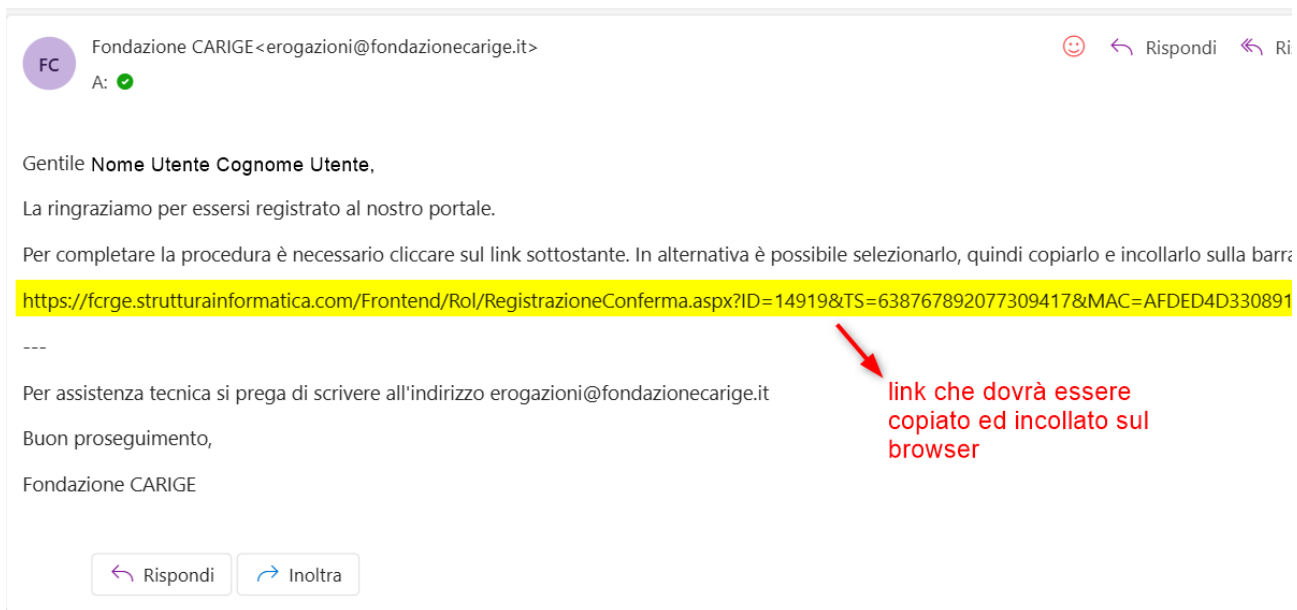 Fondazione CARIGE<erogazioni@fondazionecarige.it>
Rispondi
FC
A:
Gentile Nome Utente Cognome Utente,
La ringraziamo per essersi registrato al nostro portale.
Per completare la procedura è necessario cliccare sul link sottostante. In alternativa è possibile selezionarlo, quindi copiarlo e incollarlo sulla barra
https://fcrge.strutturainformatica.com/Frontend/Rol/RegistrazioneConferma.aspx?ID=14919&TS=638767892077309417&MAC=AFDED4D330891
---
Per assistenza tecnica si prega di scrivere all'indirizzo erogazioni@fondazionecarige.it
link che dovrà essere
copiato ed incollato sul
browser
Buon proseguimento,
Fondazione CARIGE
Rispondi
Inoltra